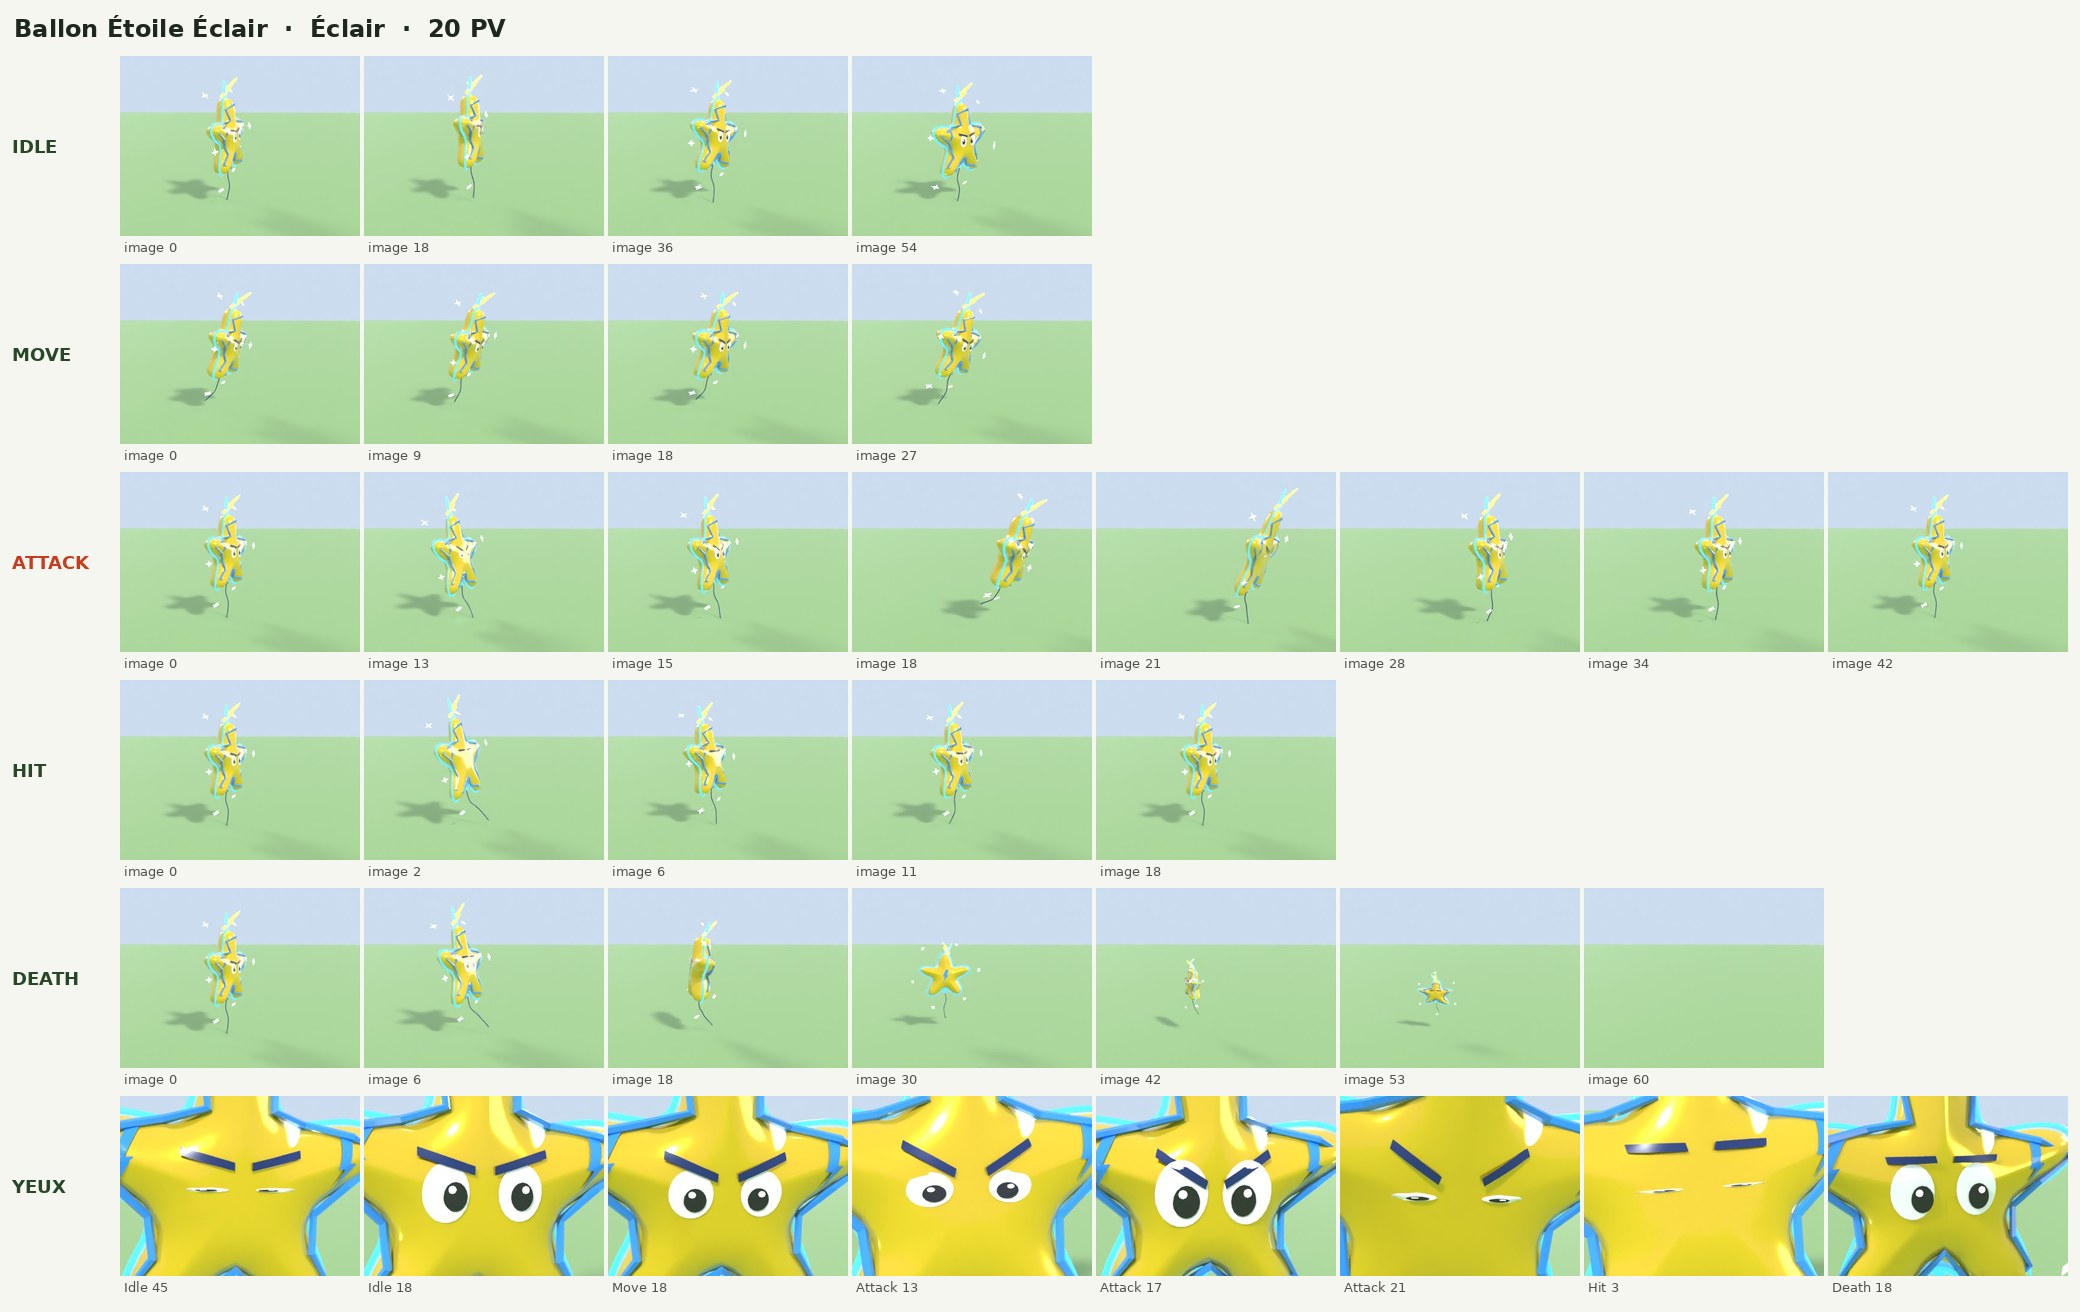 Ballon Étoile Éclair · Éclair · 20 PV
IDLE
image 0
image 18
image 36
image 54
MOVE
image 0
image 9
image 18
image 27
ATTACK
image 0
image 13
image 15
image 18
image 21
image 28
image 34
image 42
HIT
image 0
image 2
image 6
image 11
image 18
DEATH
image 0
image 6
image 18
image 30
image 42
image 53
image 60
YEUX
Idle 45
Idle 18
Move 18
Attack 13
Attack 17
Attack 21
Hit 3
Death 18